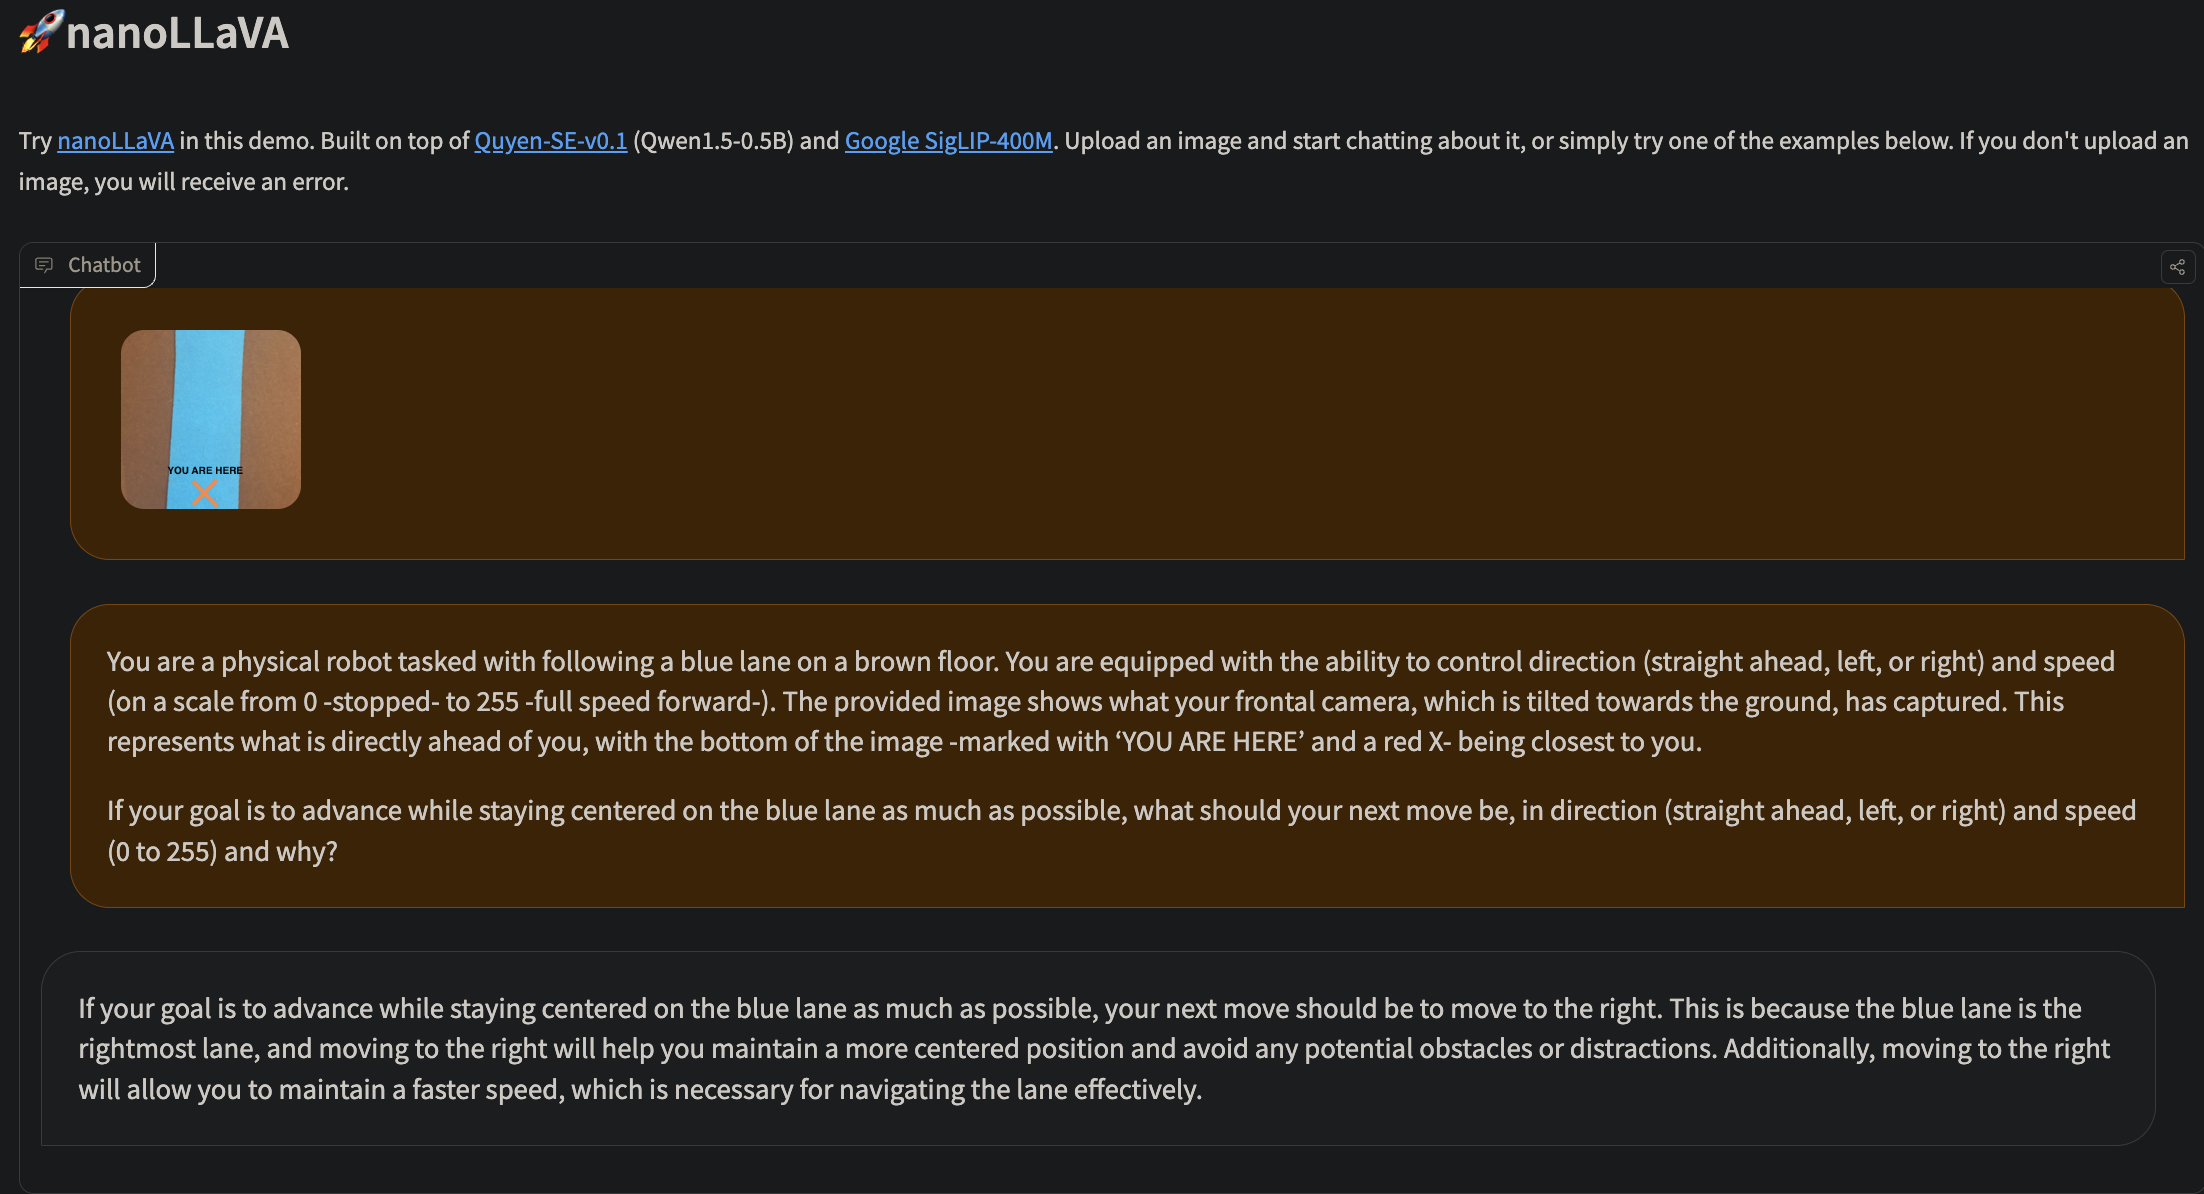 🚀nanoLLaVA
Try nanoLLaVA in this demo. Built on top of Quyen-SE-v0.1 (Qwen1.5-0.5B) and Google SigLIP-400M. Upload an image and start chatting about it, or simply try one of the examples below. If you don't upload an
image, you will receive an error.
Chatbot
YOU ARE HERE
You are a physical robot tasked with following a blue lane on a brown floor. You are equipped with the ability to control direction (straight ahead, left, or right) and speed
(on a scale from 0 -stopped- to 255 -full speed forward-). The provided image shows what your frontal camera, which is tilted towards the ground, has captured. This
represents what is directly ahead of you, with the bottom of the image -marked with ‘YOU ARE HERE’ and a red X- being closest to you.
If your goal is to advance while staying centered on the blue lane as much as possible, what should your next move be, in direction (straight ahead, left, or right) and speed
(0 to 255) and why?
If your goal is to advance while staying centered on the blue lane as much as possible, your next move should be to move to the right. This is because the blue lane is the
rightmost lane, and moving to the right will help you maintain a more centered position and avoid any potential obstacles or distractions. Additionally, moving to the right
will allow you to maintain a faster speed, which is necessary for navigating the lane effectively.